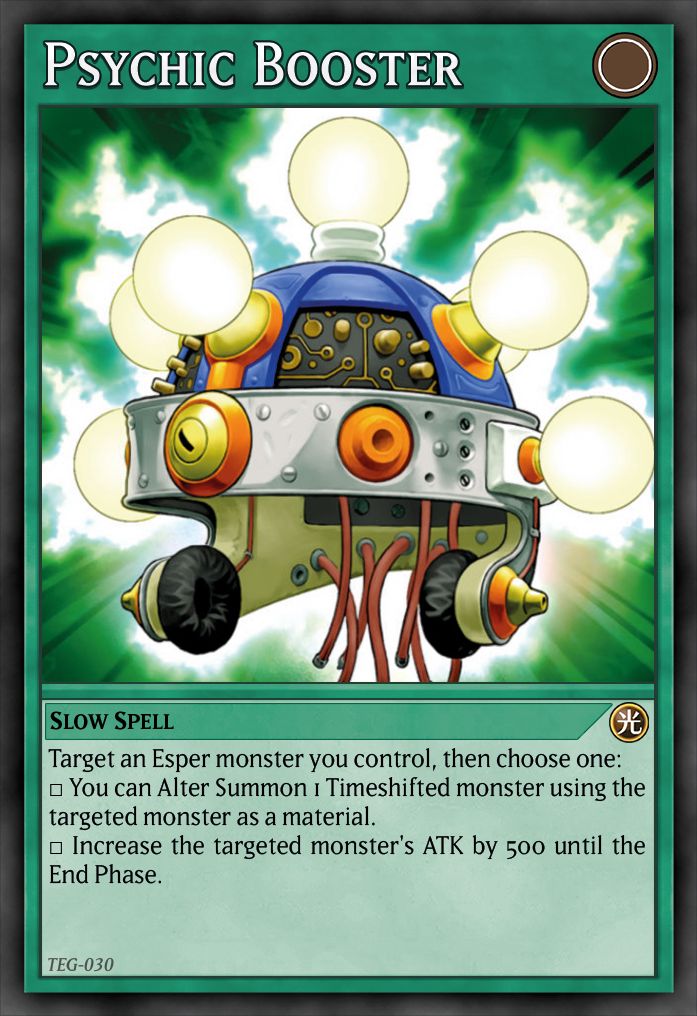 Psychic Booster
Slow Spell
光
Target an Esper monster you control, then choose one:
□ You can Alter Summon 1 Timeshifted monster using the
targeted monster as a material.
□ Increase the targeted monster's ATK by 500 until the
End Phase.
TEG-030